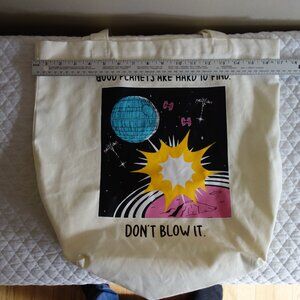 GOOD PLANETS ARE HARD TO FIND.
DON'T BLOW IT.